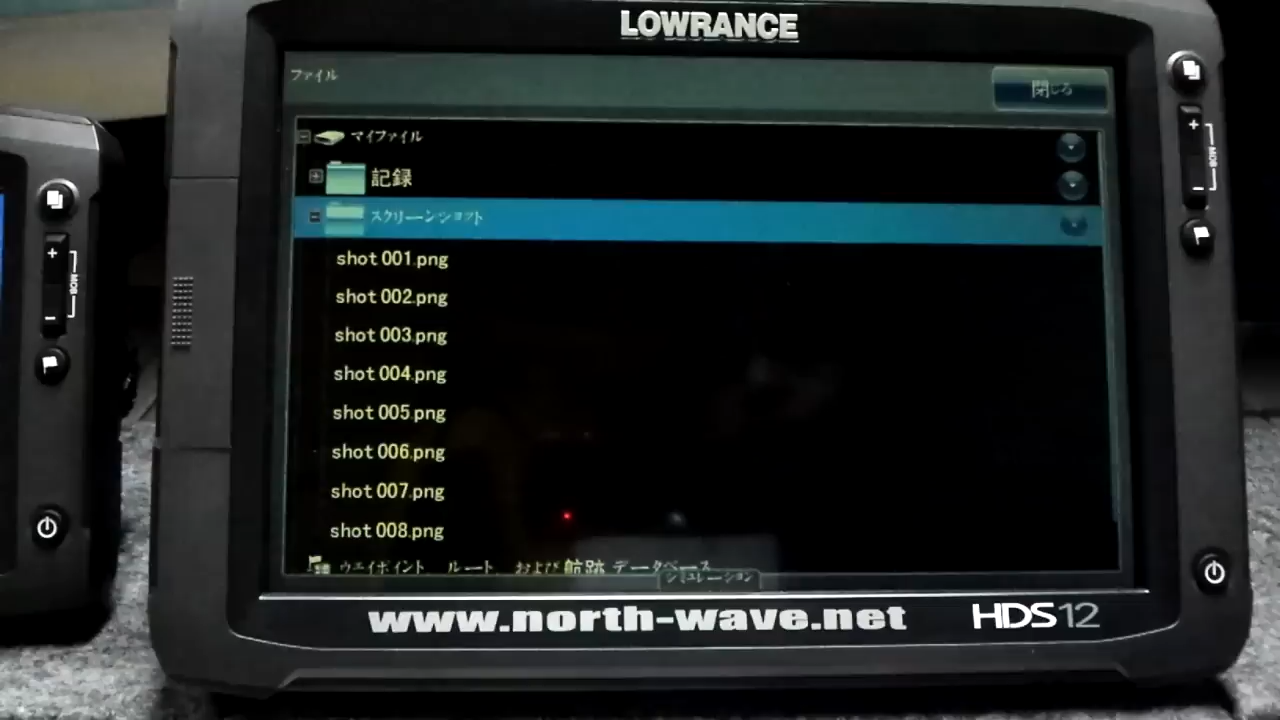 LOWRANCE
ファイル
閉じる
マイファイル
記録
スクリーンショット
shot 001.png
shot 002.png
shot 003.png
shot 004.png
shot 005.png
shot 006.png
shot 007.png
shot 008.png
ウエイポイント ルート および航跡 データベース
シミュレーション
www.north-wave.net
HDS12
+
MOB
−
+
MOB
−